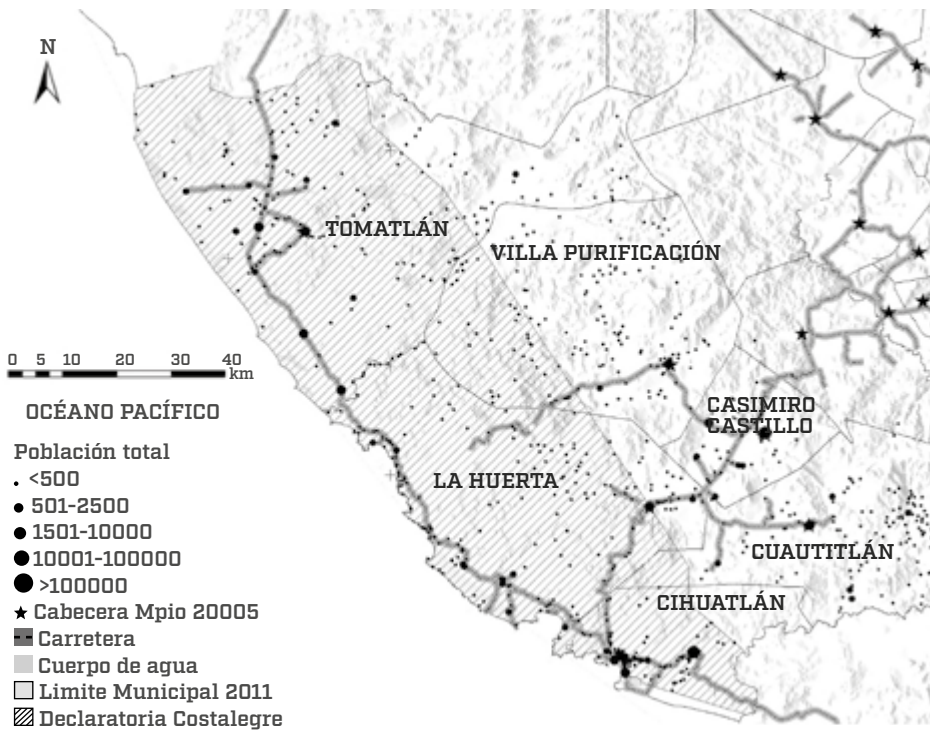 N
TOMATLÁN
VILLA PURIFICACIÓN
0 5 10 20 30 40
km
OCÉANO PACÍFICO
CASIMIRO
CASTILLO
LA HUERTA
CUAUTITLÁN
CIHUATLÁN
Población total
<500
501-2500
1501-10000
10001-100000
>100000
Cabecera Mpio 20005
Carretera
Cuerpo de agua
Limite Municipal 2011
Declaratoria Costalegre